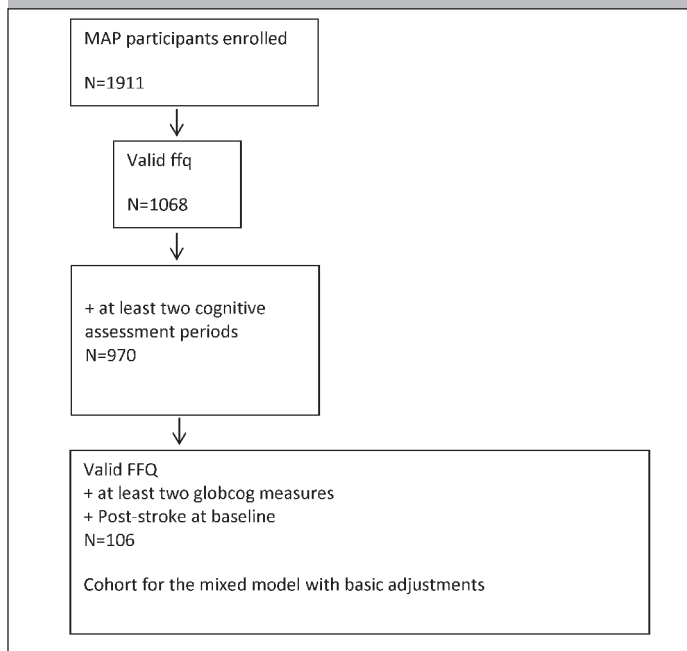 MAP participants enrolled
N=1911
Valid ffq
N=1068
+ at least two cognitive
assessment periods
N=970
Valid FFQ
+ at least two globcog measures
+ Post-stroke at baseline
N=106
Cohort for the mixed model with basic adjustments